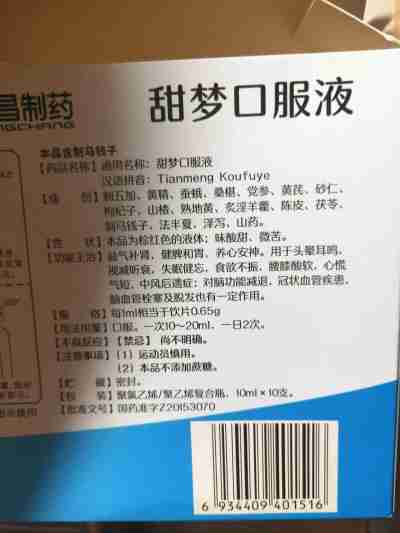 昌制药
NGCHANG
甜梦口服液
本品含制马钱子
【药品名称】通用名称：甜梦口服液
汉语拼音：Tianmeng Koufuye
【成 份】刺五加、黄精、蚕蛾、桑椹、党参、黄芪、砂仁、
枸杞子、山楂、熟地黄、炙淫羊藿、陈皮、茯苓、
制马钱子、法半夏、泽泻、山药。
【性 状】本品为棕红色的液体；味酸甜、微苦。
【功能主治】益气补肾、健脾和胃、养心安神。用于头晕耳鸣、
视减听衰、失眠健忘、食欲不振、腰膝酸软、心慌
气短、中风后遗症；对脑功能减退、冠状血管疾患、
脑血管栓塞及脱发也有一定作用。
【规 格】每1ml相当于饮片0.65g
【用法用量】口服。一次10～20ml，一日2次。
【不良反应】【禁忌】 尚不明确。
【注意事项】（1）运动员慎用。
（2）本品不添加蔗糖。
【贮 藏】密封。
【包 装】聚氯乙烯/聚乙烯复合瓶，10ml×10支。
【批准文号】国药准字Z20153070
6 934409 401516